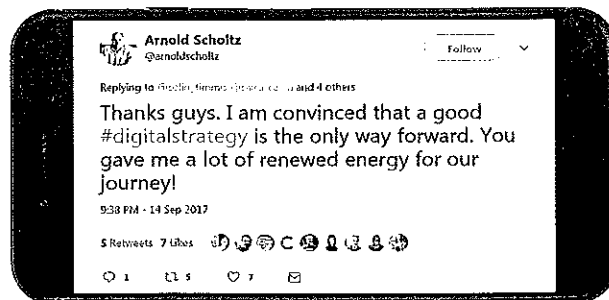 Arnold Scholtz
@arnoldscholtz
Follow
Replying to and 4 others
Thanks guys. I am convinced that a good
#digitalstrategy is the only way forward. You
gave me a lot of renewed energy for our
journey!
9:38 PM - 14 Sep 2017
5 Retweets 7 Likes
1 5 7